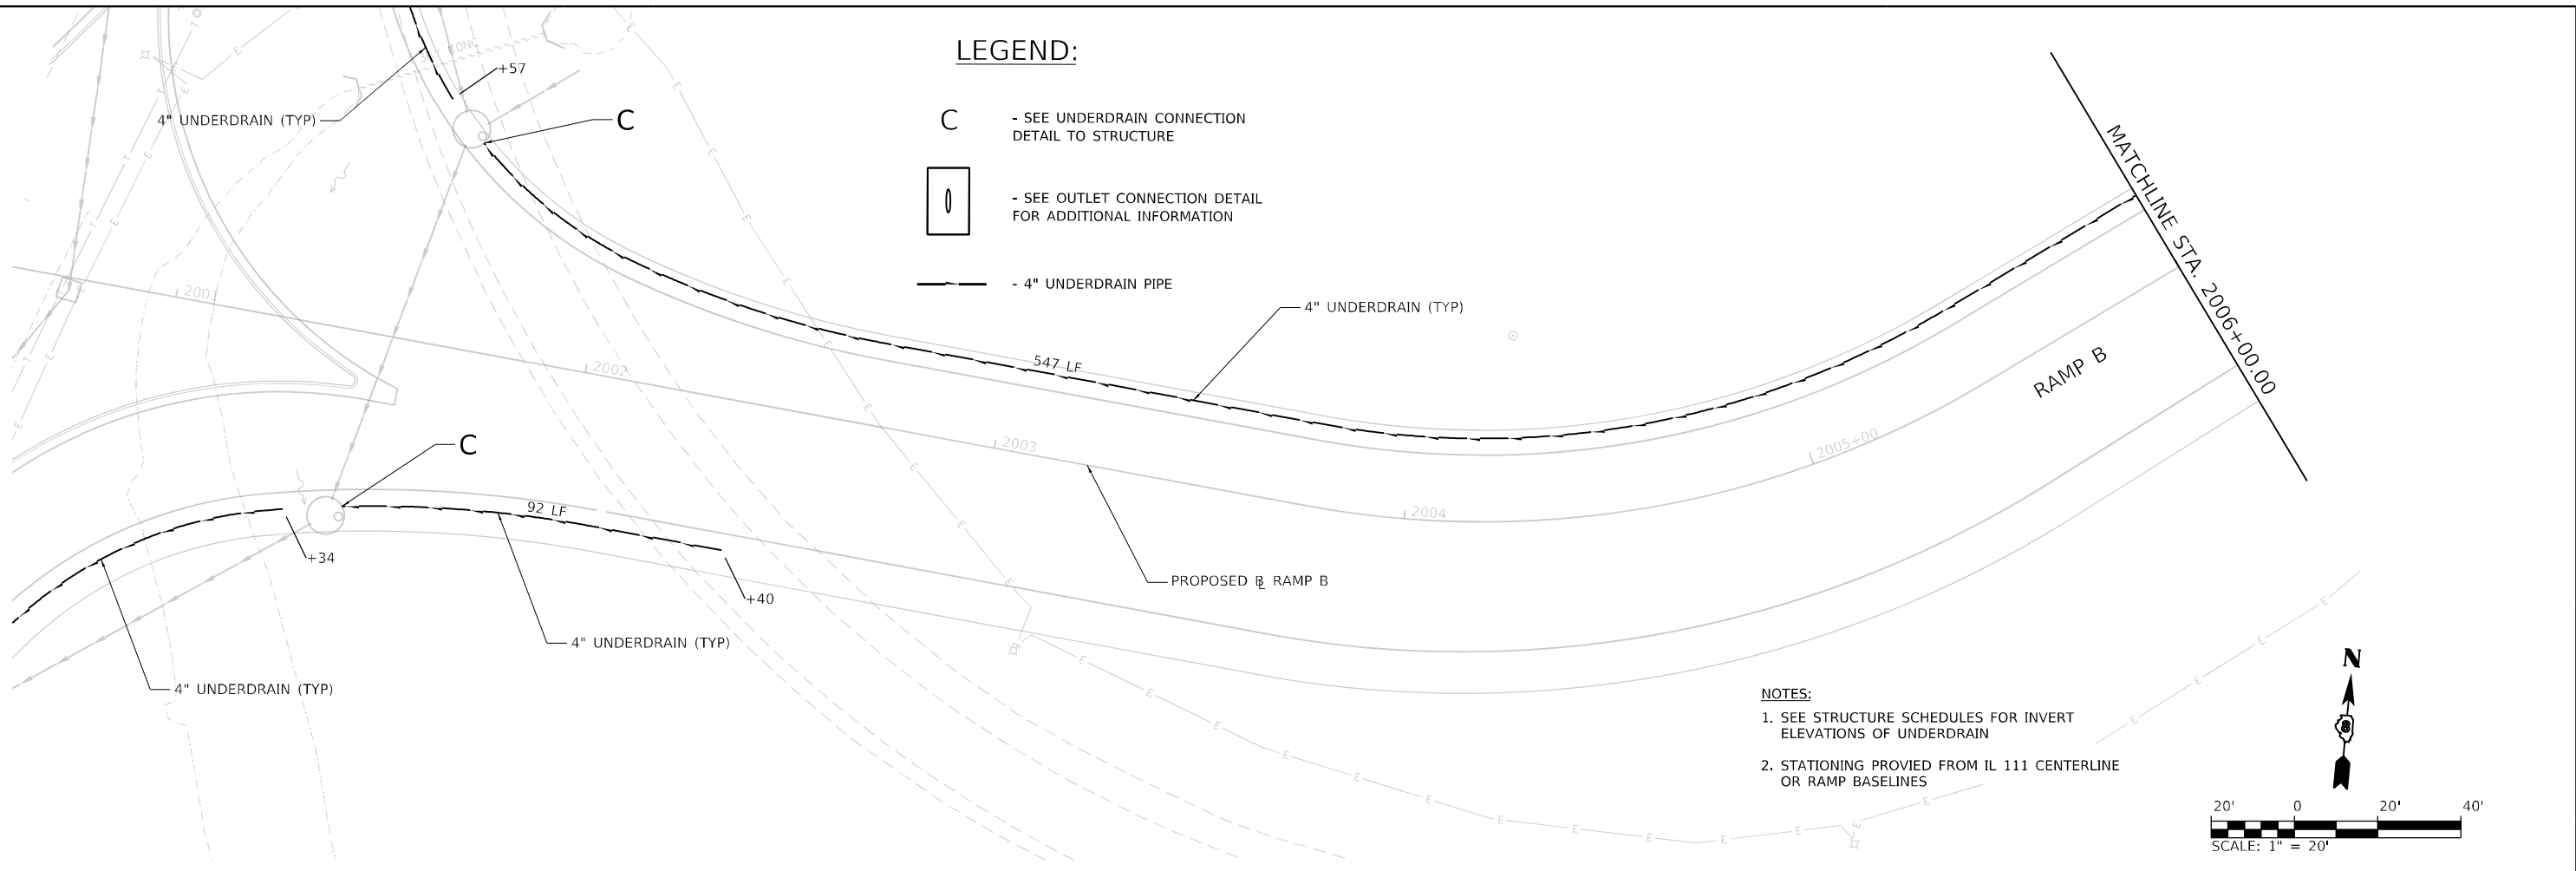 LEGEND:
C
- SEE UNDERDRAIN CONNECTION
DETAIL TO STRUCTURE
- SEE OUTLET CONNECTION DETAIL
FOR ADDITIONAL INFORMATION
- 4" UNDERDRAIN PIPE
CONC
+57
4" UNDERDRAIN (TYP)
C
MATCHLINE STA. 2006+00.00
2001
4" UNDERDRAIN (TYP)
547 LF
2002
RAMP B
C
2003
2005+00
92 LF
2004
+34
PROPOSED B RAMP B
+40
4" UNDERDRAIN (TYP)
4" UNDERDRAIN (TYP)
N
NOTES:
1. SEE STRUCTURE SCHEDULES FOR INVERT
ELEVATIONS OF UNDERDRAIN
2. STATIONING PROVIED FROM IL 111 CENTERLINE
OR RAMP BASELINES
20' 0 20' 40'
SCALE: 1" = 20'